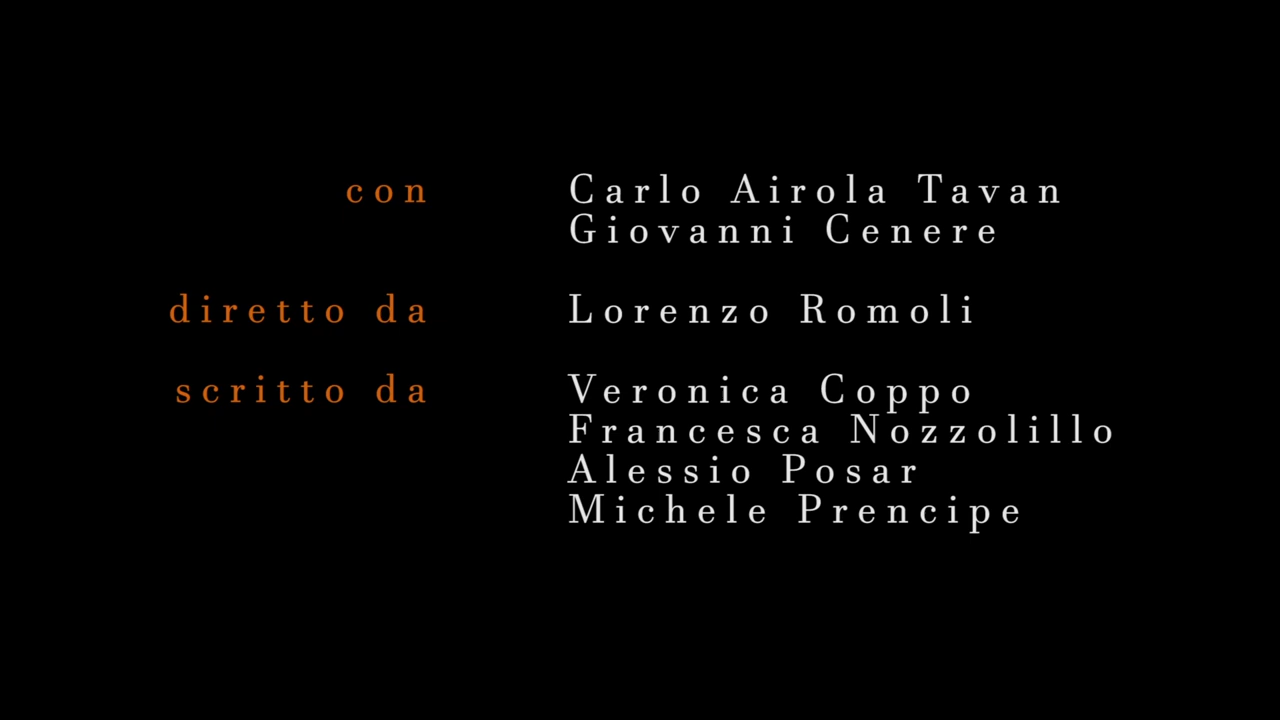 con Carlo Airola Tavan
Giovanni Cenere
diretto da Lorenzo Romoli
scritto da Veronica Coppo
Francesca Nozzolillo
Alessio Posar
Michele Prencipe